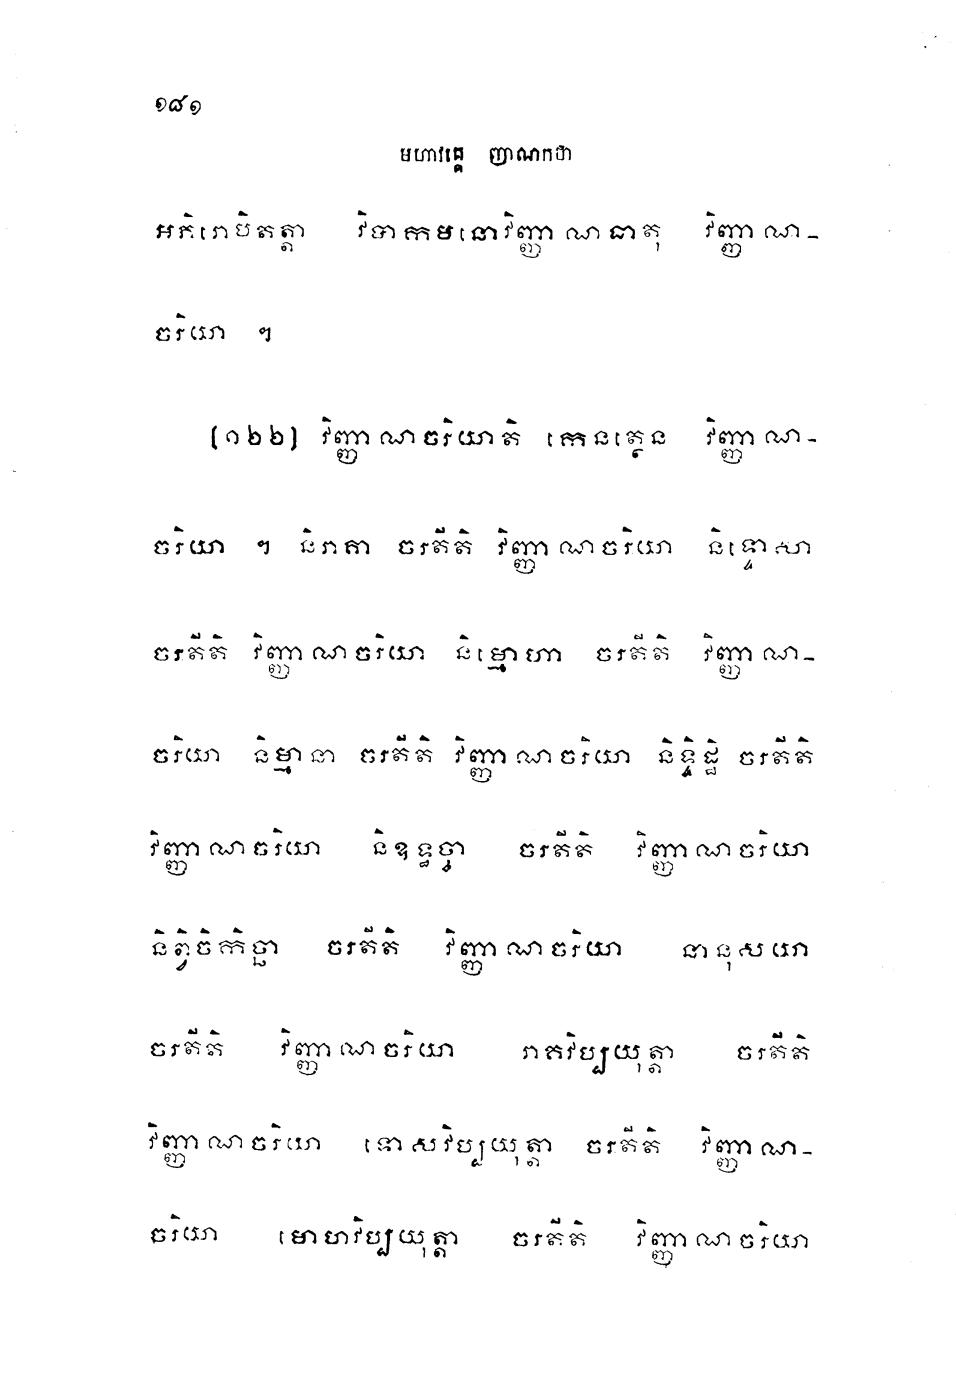 ១៨១
មហាវគ្គេ ញាណកថា
អភិរោបិតត្តា វិបាកមនោវិញ្ញាណធាតុ វិញ្ញាណ-
ចរិយា ។
(១២២) វិញ្ញាណចរិយាតិ កេនត្ថេន វិញ្ញាណ-
ចរិយា ។ និរាគា ចរតីតិ វិញ្ញាណចរិយា និទ្ទោសា
ចរតីតិ វិញ្ញាណចរិយា និម្មោហា ចរតីតិ វិញ្ញាណ-
ចរិយា និម្មានា ចរតីតិ វិញ្ញាណចរិយា និទ្ទិដ្ឋិ ចរតីតិ
វិញ្ញាណចរិយា និឧទ្ធច្ចា ចរតីតិ វិញ្ញាណចរិយា
និព្វិចិកិច្ឆា ចរតីតិ វិញ្ញាណចរិយា នានុសយា
ចរតីតិ វិញ្ញាណចរិយា រាគវិប្បយុត្តា ចរតីតិ
វិញ្ញាណចរិយា ទោសវិប្បយុត្តា ចរតីតិ វិញ្ញាណ-
ចរិយា មោហវិប្បយុត្តា ចរតីតិ វិញ្ញាណចរិយា